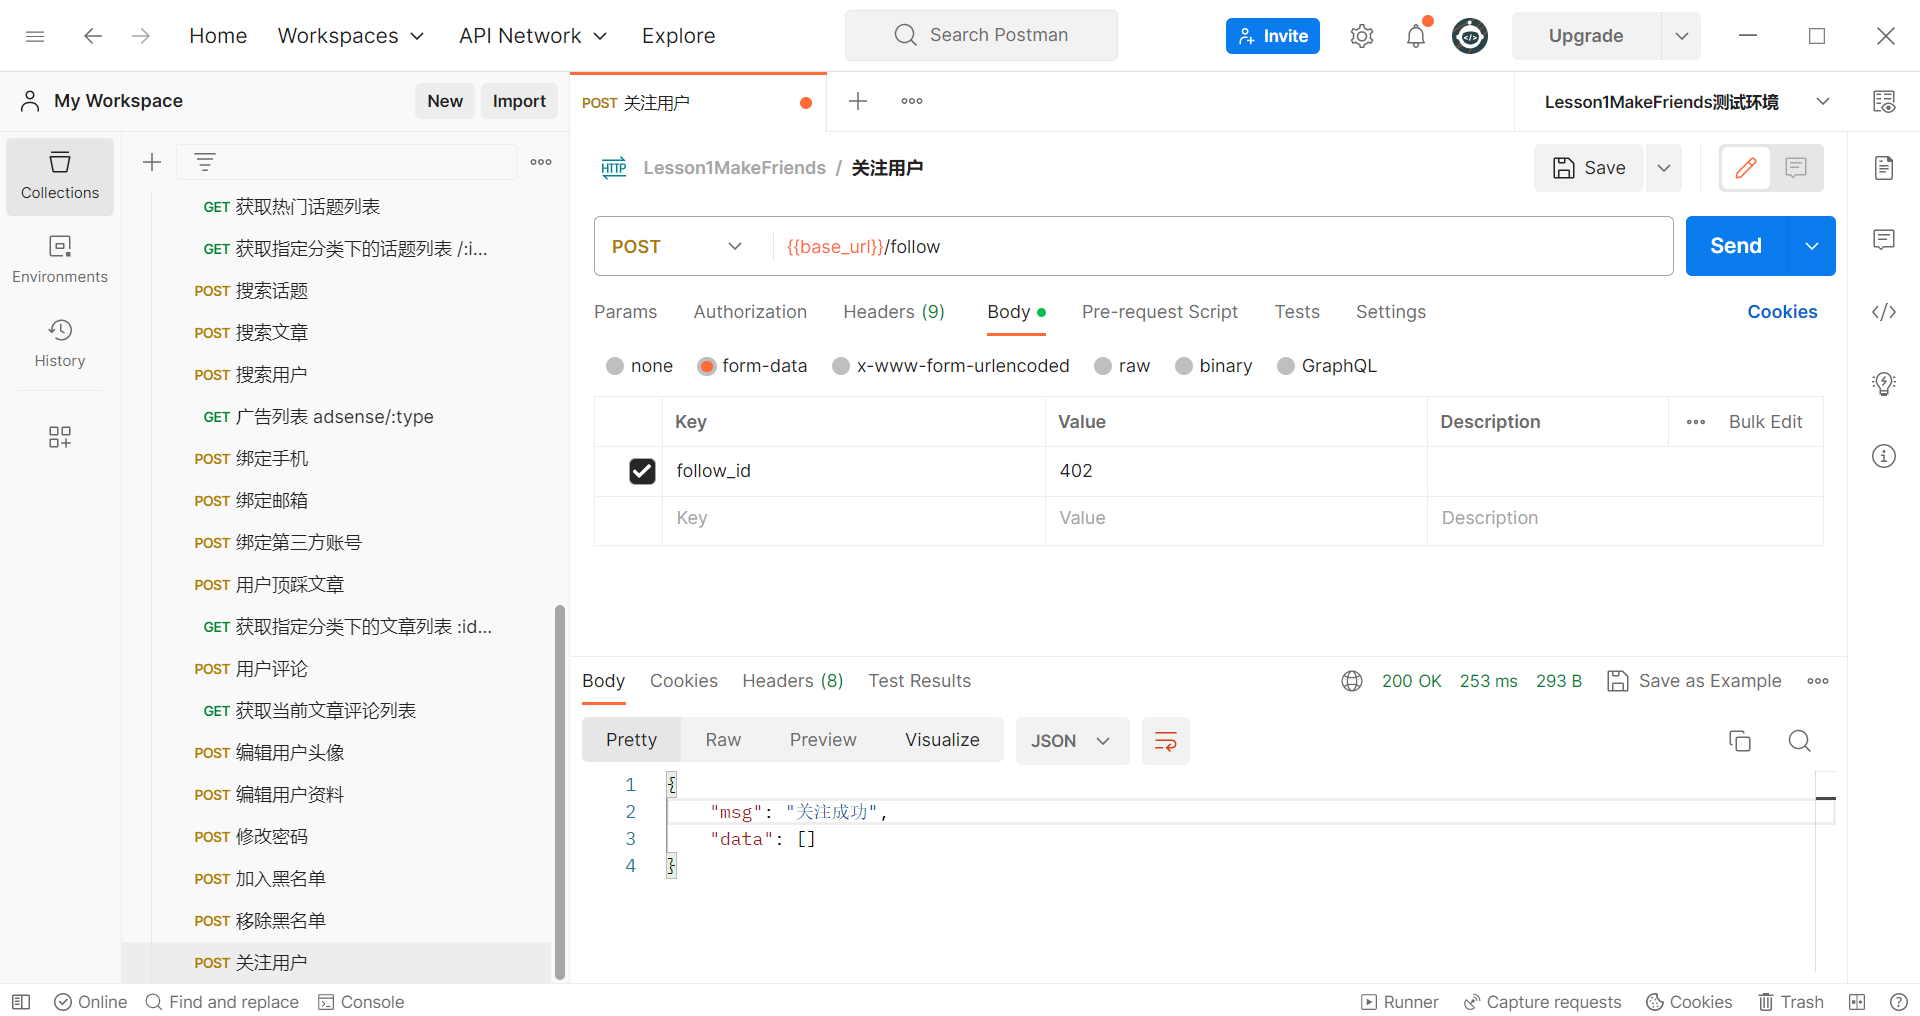 Home Workspaces API Network Explore Search Postman Invite Upgrade
My Workspace New Import
POST 关注用户
Lesson1MakeFriends测试环境
Collections
Environments
History
GET 获取热门话题列表
GET 获取指定分类下的话题列表 /:i...
POST 搜索话题
POST 搜索文章
POST 搜索用户
GET 广告列表 adsense/:type
POST 绑定手机
POST 绑定邮箱
POST 绑定第三方账号
POST 用户顶踩文章
GET 获取指定分类下的文章列表 :id...
POST 用户评论
GET 获取当前文章评论列表
POST 编辑用户头像
POST 编辑用户资料
POST 修改密码
POST 加入黑名单
POST 移除黑名单
POST 关注用户
HTTP Lesson1MakeFriends / 关注用户 Save
POST {{base_url}}/follow Send
Params Authorization Headers (9) Body Pre-request Script Tests Settings Cookies
none form-data x-www-form-urlencoded raw binary GraphQL
Key Value Description Bulk Edit
follow_id 402
Key Value Description
Body Cookies Headers (8) Test Results 200 OK 253 ms 293 B Save as Example
Pretty Raw Preview Visualize JSON
1 {
2 "msg": "关注成功",
3 "data": []
4 }
Online Find and replace Console Runner Capture requests Cookies Trash